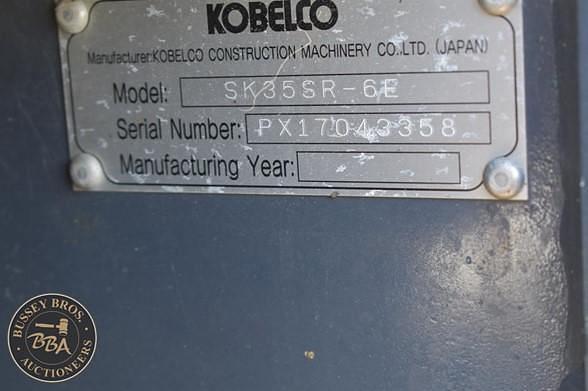 KOBELCO
Manufacturer:KOBELCO CONSTRUCTION MACHINERY CO.,LTD. (JAPAN)
Model: SK35SR-6E
Serial Number: PX17043358
Manufacturing Year:
BUSSEY BROS.
BBA
AUCTIONEERS